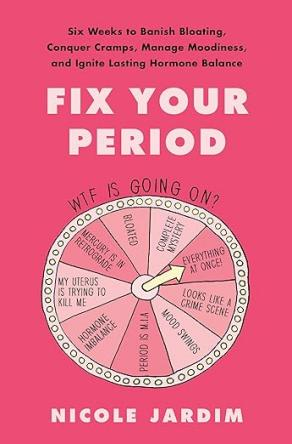 Six Weeks to Banish Bloating,
Conquer Cramps, Manage Moodiness,
and Ignite Lasting Hormone Balance
FIX YOUR
PERIOD
WTF IS GOING ON?
COMPLETE
MYSTERY
EVERYTHING
AT ONCE!
LOOKS LIKE A
CRIME SCENE
MOOD SWINGS
PERIOD IS M.I.A
HORMONE
IMBALANCE
MY UTERUS
IS TRYING TO
KILL ME
MERCURY IS IN
RETROGRADE
BLOATED
NICOLE JARDIM